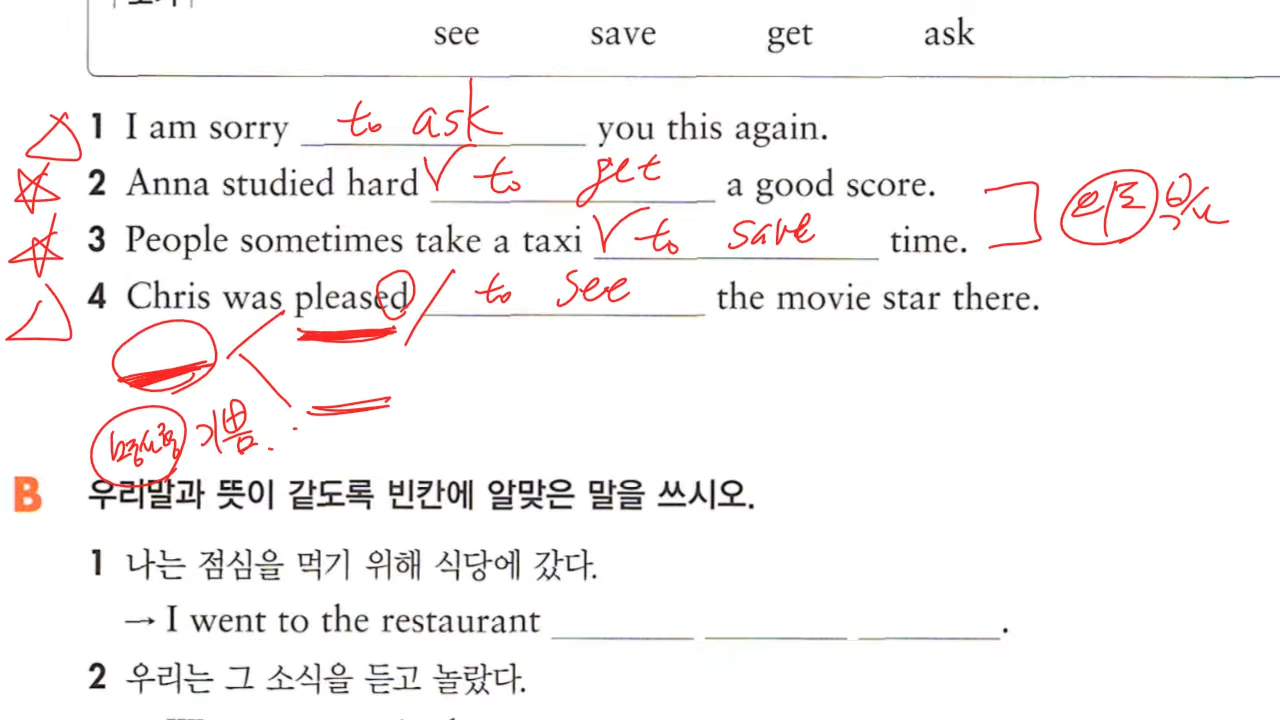 see save get ask
1 I am sorry to ask you this again.
2 Anna studied hard V to get a good score.
3 People sometimes take a taxi V to save time.
4 Chris was pleased / to see the movie star there.
기쁨.
B 우리말과 뜻이 같도록 빈칸에 알맞은 말을 쓰시오.
1 나는 점심을 먹기 위해 식당에 갔다.
→ I went to the restaurant ______ ______ ______.
2 우리는 그 소식을 듣고 놀랐다.